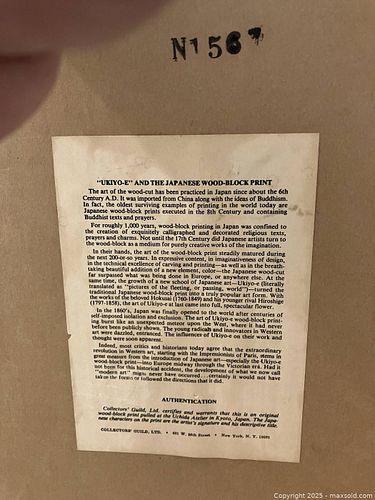 N1567
"UKIYO-E" AND THE JAPANESE WOOD-BLOCK PRINT
The art of the wood-cut has been practiced in Japan since about the 6th
Century A.D. It was imported from China along with the ideas of Buddhism.
In fact, the oldest surviving examples of printing in the world today are
Japanese wood-block prints executed in the 8th Century and containing
Buddhist texts and prayers.
For roughly 1,000 years, wood-block printing in Japan was confined to
the creation of exquisitely calligraphed and decorated religious texts,
prayers and charms. Not until the 17th Century did Japanese artists turn to
the wood-block as a medium for purely creative works of the imagination.
In their hands, the art of the wood-block print steadily matured during
the next 200-or-so years. In expressive content, in imaginativeness of design,
in the technical excellence of carving and printing—as well as in the breath-
taking beautiful addition of a new element, color—the Japanese wood-cut
far surpassed what was being done in Europe, or anywhere else. At the
same time, the growth of a new school of Japanese art—Ukiyo-e (literally
translated as "pictures of the fleeting, or passing, world")—turned the
traditional Japanese wood-block print into a truly popular art form. With
the works of the beloved Hokusai (1760-1849) and his younger rival Hiroshige
(1797-1858), the art of Ukiyo-e at last came into full, spectacular flower.
In the 1860's, Japan was finally opened to the world after centuries of
self-imposed isolation and exclusion. The art of Ukiyo-e wood-block print-
ing burst like an unexpected meteor upon the West, where it had never
before been publicly shown. The young radicals and innovators in Western
art were dazzled, entranced. The influences of Ukiyo-e on their work and
thought were soon apparent.
Indeed, most critics and historians today agree that the extraordinary
revolution in Western art, starting with the Impressionists of Paris, stems in
great measure from the introduction of Japanese art—especially the Ukiyo-e
wood-block print—into Europe midway through the Victorian era. Had it
not been for this historical accident, the development of what we now call
"modern art" might never have occurred...certainly it would not have
taken the forms or followed the directions that it did.
AUTHENTICATION
Collectors' Guild, Ltd. certifies and warrants that this is an original
wood-block print pulled at the Uchida Atelier in Kyoto, Japan. The Japa-
nese characters on the print are the artist's signature and his descriptive title.
COLLECTORS' GUILD, LTD. • 601 W. 26th Street • New York, N. Y. 10001
Copyright 2025 - maxsold.com